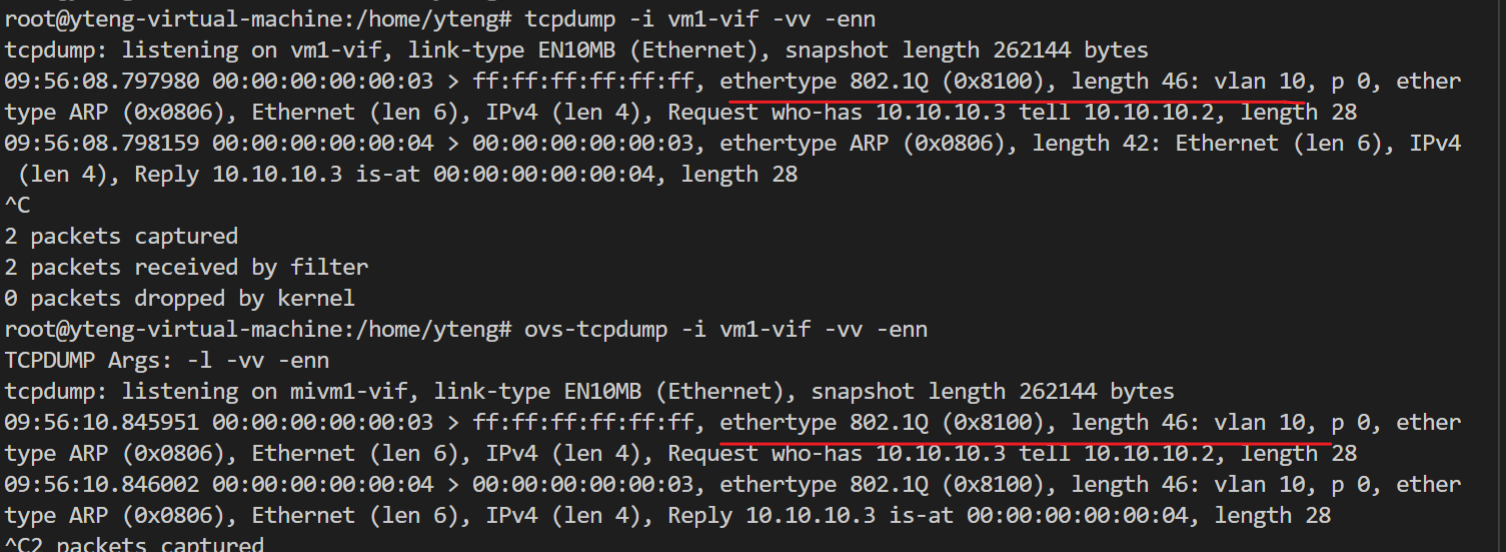 root@yteng-virtual-machine:/home/yteng# tcpdump -i vm1-vif -vv -enn
tcpdump: listening on vm1-vif, link-type EN10MB (Ethernet), snapshot length 262144 bytes
09:56:08.797980 00:00:00:00:00:03 > ff:ff:ff:ff:ff:ff, ethertype 802.1Q (0x8100), length 46: vlan 10, p 0, ether
type ARP (0x0806), Ethernet (len 6), IPv4 (len 4), Request who-has 10.10.10.3 tell 10.10.10.2, length 28
09:56:08.798159 00:00:00:00:00:04 > 00:00:00:00:00:03, ethertype ARP (0x0806), length 42: Ethernet (len 6), IPv4
 (len 4), Reply 10.10.10.3 is-at 00:00:00:00:00:04, length 28
^C
2 packets captured
2 packets received by filter
0 packets dropped by kernel
root@yteng-virtual-machine:/home/yteng# ovs-tcpdump -i vm1-vif -vv -enn
TCPDUMP Args: -l -vv -enn
tcpdump: listening on mivm1-vif, link-type EN10MB (Ethernet), snapshot length 262144 bytes
09:56:10.845951 00:00:00:00:00:03 > ff:ff:ff:ff:ff:ff, ethertype 802.1Q (0x8100), length 46: vlan 10, p 0, ether
type ARP (0x0806), Ethernet (len 6), IPv4 (len 4), Request who-has 10.10.10.3 tell 10.10.10.2, length 28
09:56:10.846002 00:00:00:00:00:04 > 00:00:00:00:00:03, ethertype 802.1Q (0x8100), length 46: vlan 10, p 0, ether
type ARP (0x0806), Ethernet (len 6), IPv4 (len 4), Reply 10.10.10.3 is-at 00:00:00:00:00:04, length 28
^C2 packets captured